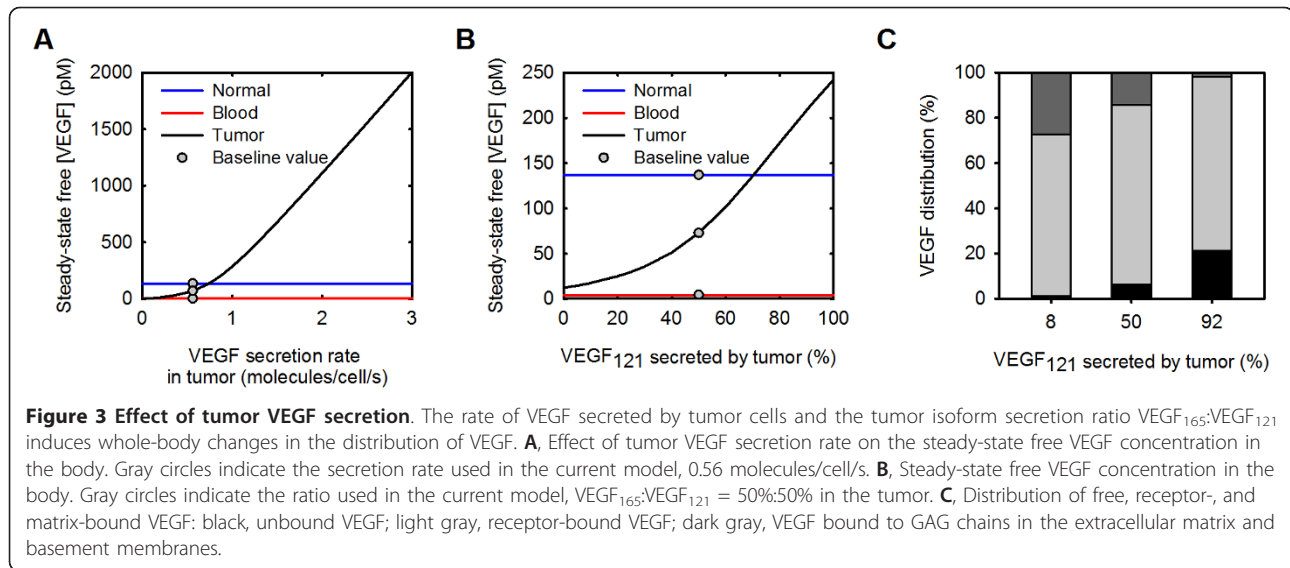 A
Steady-state free [VEGF] (pM)
2000
1500
1000
500
0
Normal
Blood
Tumor
Baseline value
0 1 2 3
VEGF secretion rate
in tumor (molecules/cell/s)
B
Steady-state free [VEGF] (pM)
250
200
150
100
50
0
Normal
Blood
Tumor
Baseline value
0 20 40 60 80 100
VEGF121 secreted by tumor (%)
C
VEGF distribution (%)
100
80
60
40
20
0
8 50 92
VEGF121 secreted by tumor (%)
Figure 3 Effect of tumor VEGF secretion. The rate of VEGF secreted by tumor cells and the tumor isoform secretion ratio VEGF165:VEGF121
induces whole-body changes in the distribution of VEGF. A, Effect of tumor VEGF secretion rate on the steady-state free VEGF concentration in
the body. Gray circles indicate the secretion rate used in the current model, 0.56 molecules/cell/s. B, Steady-state free VEGF concentration in the
body. Gray circles indicate the ratio used in the current model, VEGF165:VEGF121 = 50%:50% in the tumor. C, Distribution of free, receptor-, and
matrix-bound VEGF: black, unbound VEGF; light gray, receptor-bound VEGF; dark gray, VEGF bound to GAG chains in the extracellular matrix and
basement membranes.